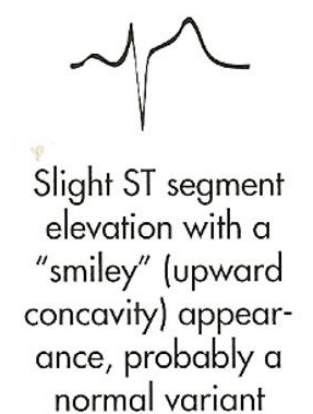 Slight ST segment
elevation with a
"smiley" (upward
concavity) appear-
ance, probably a
normal variant